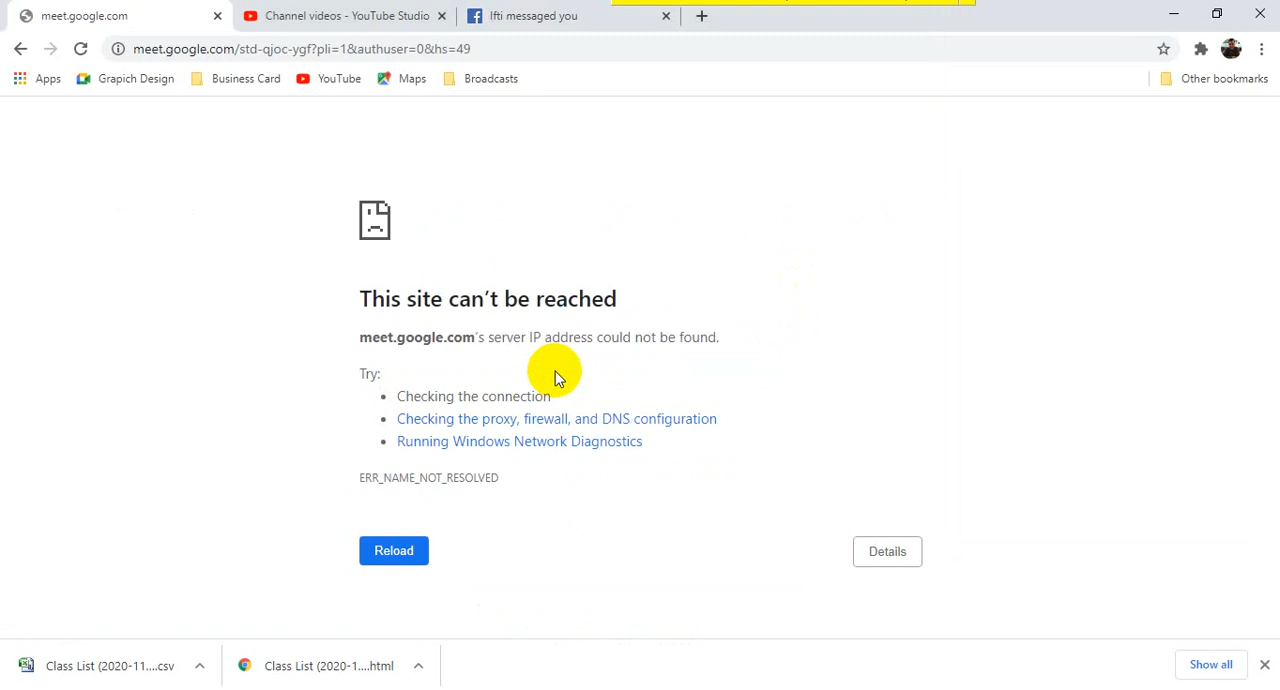 meet.google.com
Channel videos - YouTube Studio
Ifti messaged you
meet.google.com/std-qjoc-ygf?pli=1&authuser=0&hs=49
Apps
Grapich Design
Business Card
YouTube
Maps
Broadcasts
Other bookmarks
This site can't be reached
meet.google.com's server IP address could not be found.
Try:
Checking the connection
Checking the proxy, firewall, and DNS configuration
Running Windows Network Diagnostics
ERR_NAME_NOT_RESOLVED
Reload
Details
Class List (2020-11....csv
Class List (2020-1....html
Show all